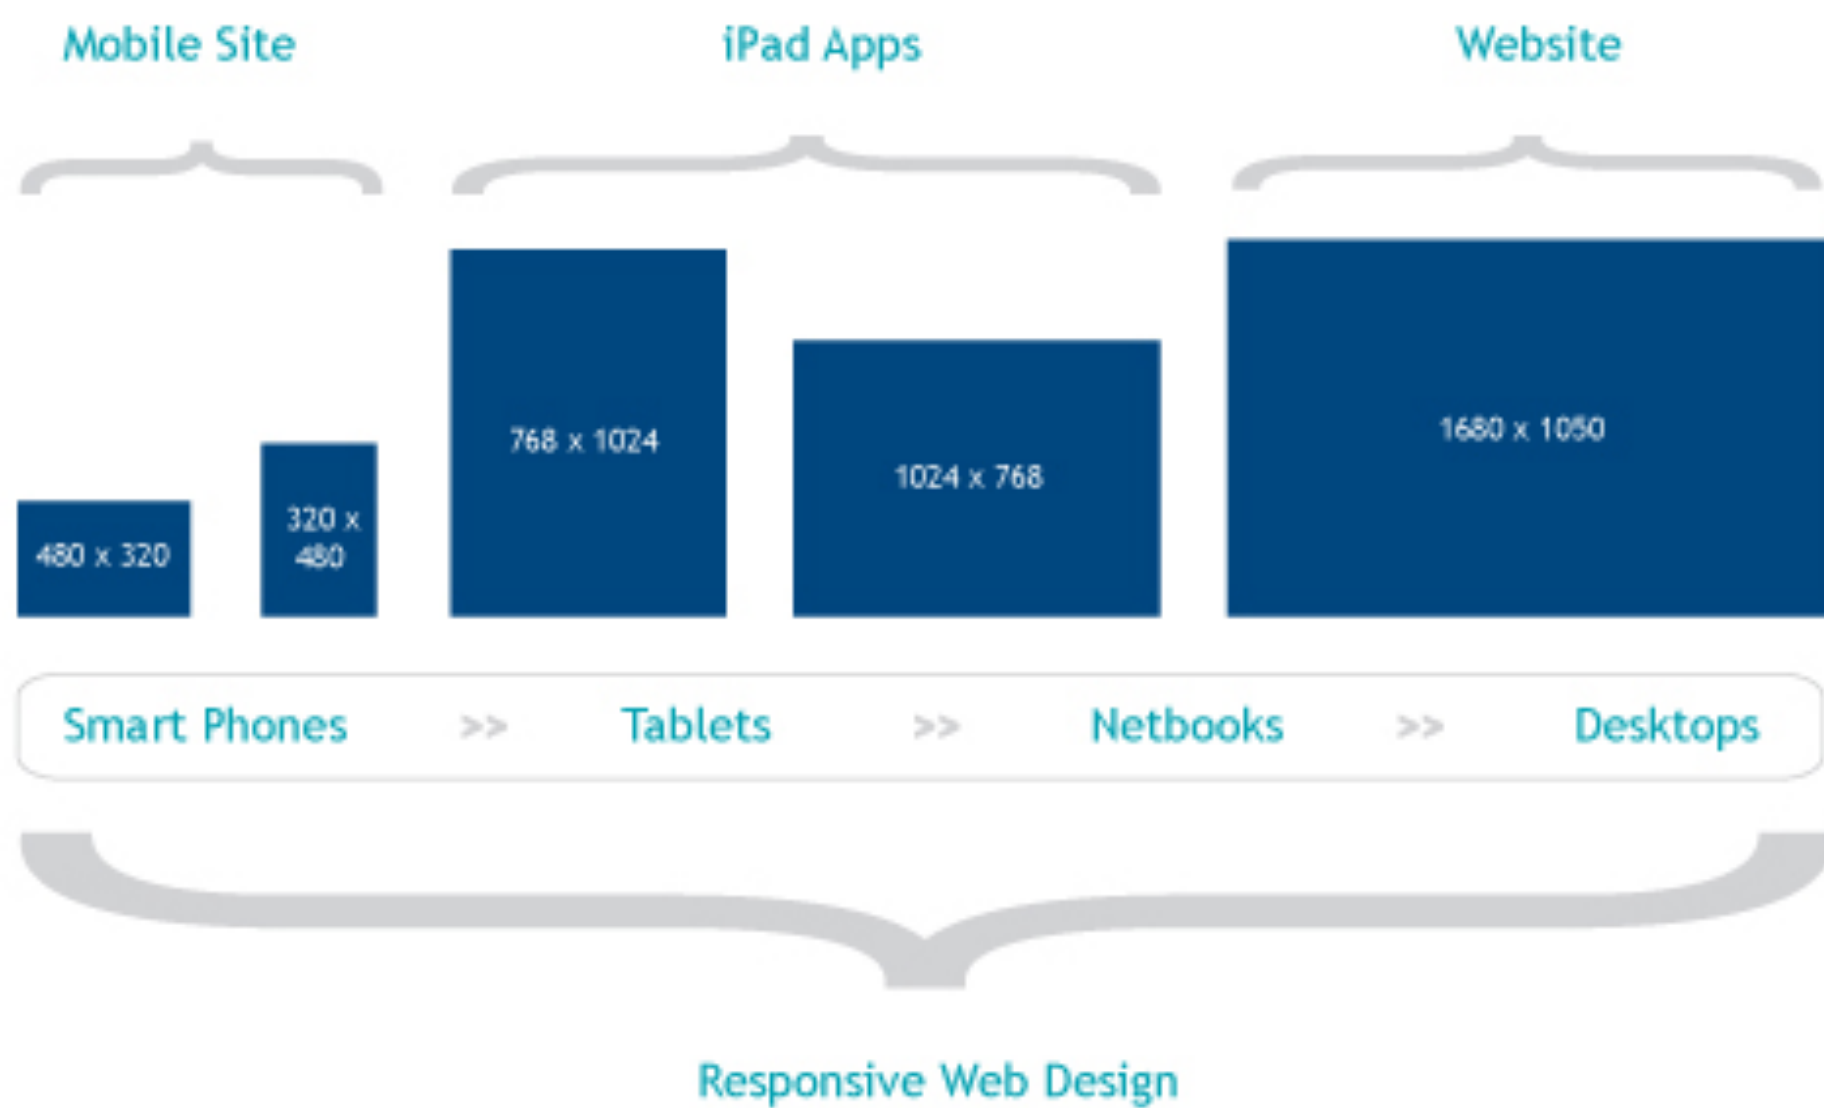 Mobile Site
iPad Apps
Website
480 x 320
320 x
480
768 x 1024
1024 x 768
1680 x 1050
Smart Phones >> Tablets >> Netbooks >> Desktops
Responsive Web Design